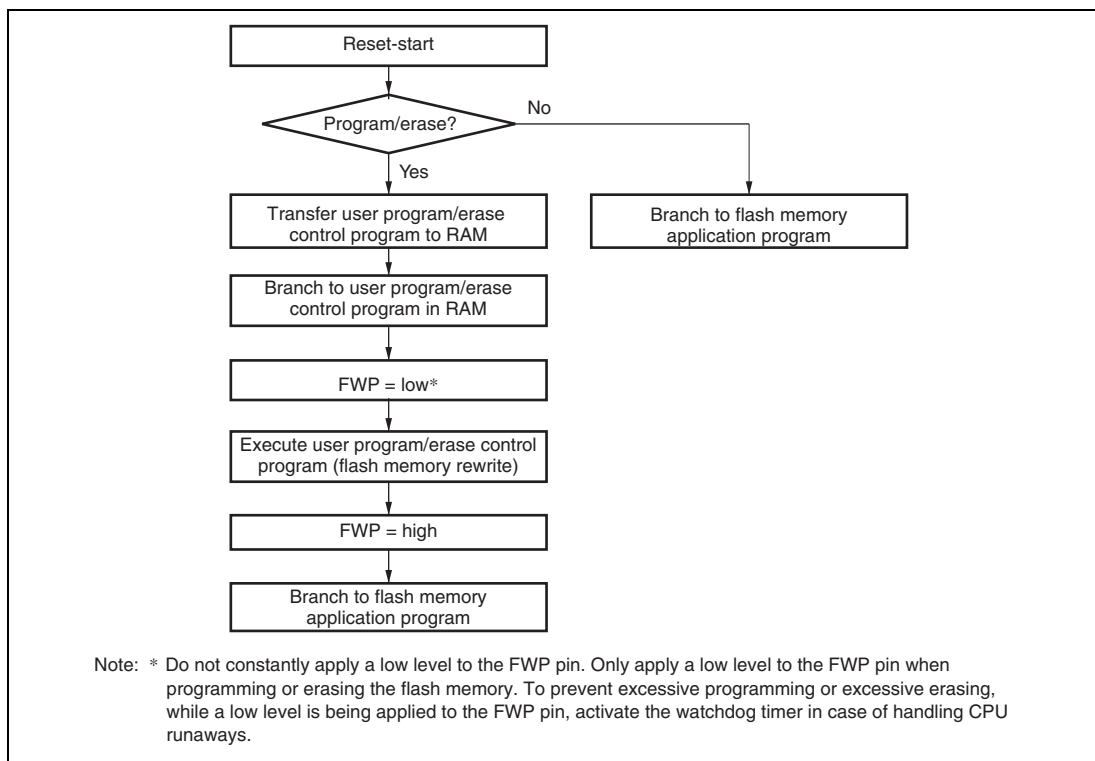 Reset-start
Program/erase?
No
Yes
Transfer user program/erase
control program to RAM
Branch to flash memory
application program
Branch to user program/erase
control program in RAM
FWP = low*
Execute user program/erase control
program (flash memory rewrite)
FWP = high
Branch to flash memory
application program
Note: * Do not constantly apply a low level to the FWP pin. Only apply a low level to the FWP pin when
programming or erasing the flash memory. To prevent excessive programming or excessive erasing,
while a low level is being applied to the FWP pin, activate the watchdog timer in case of handling CPU
runaways.